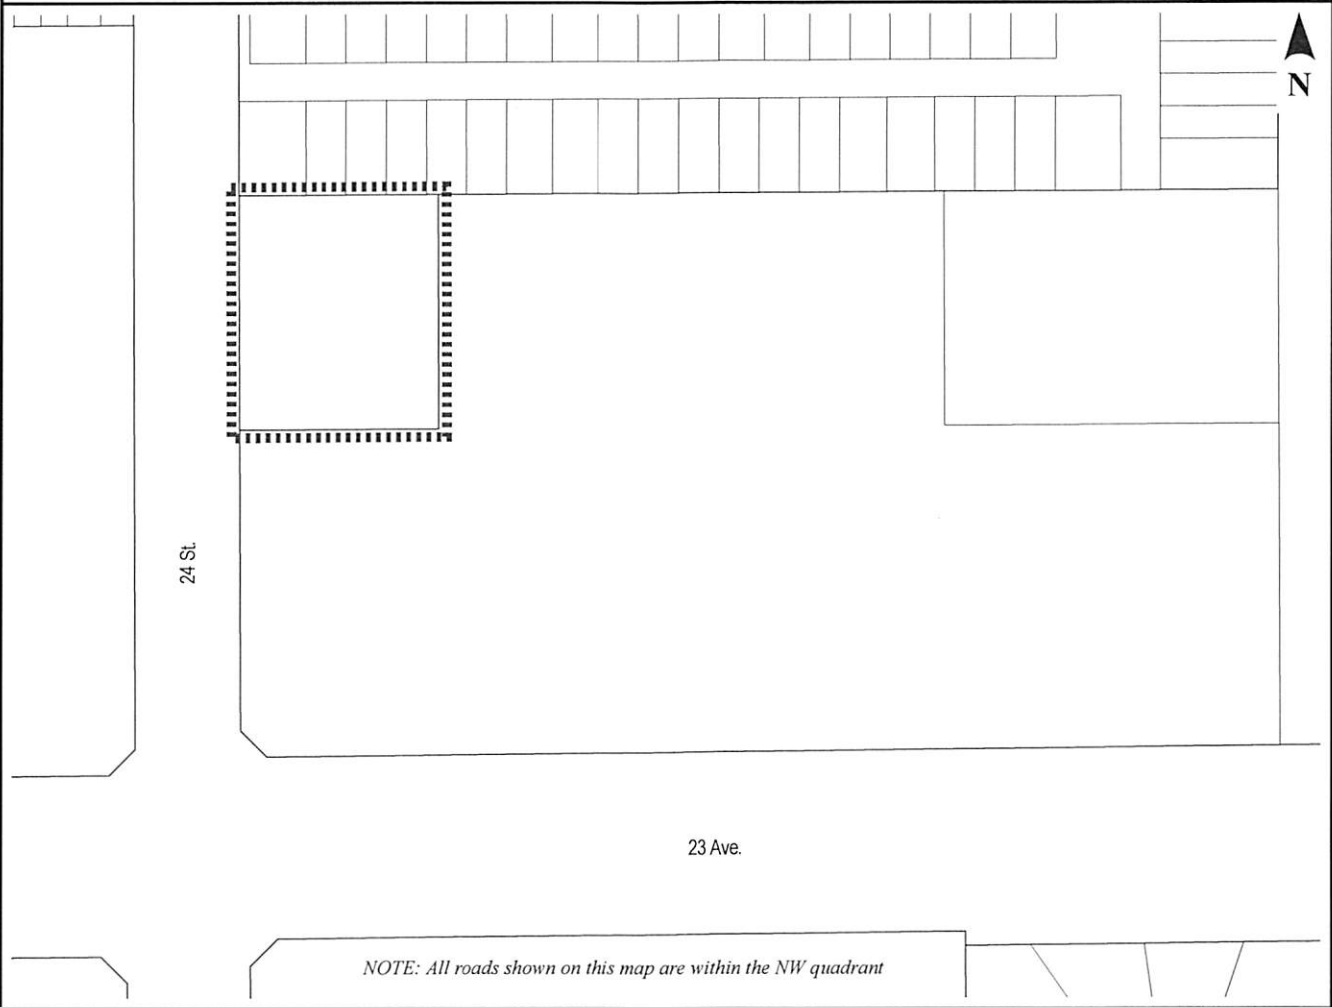 N
24 St.
23 Ave.
NOTE: All roads shown on this map are within the NW quadrant